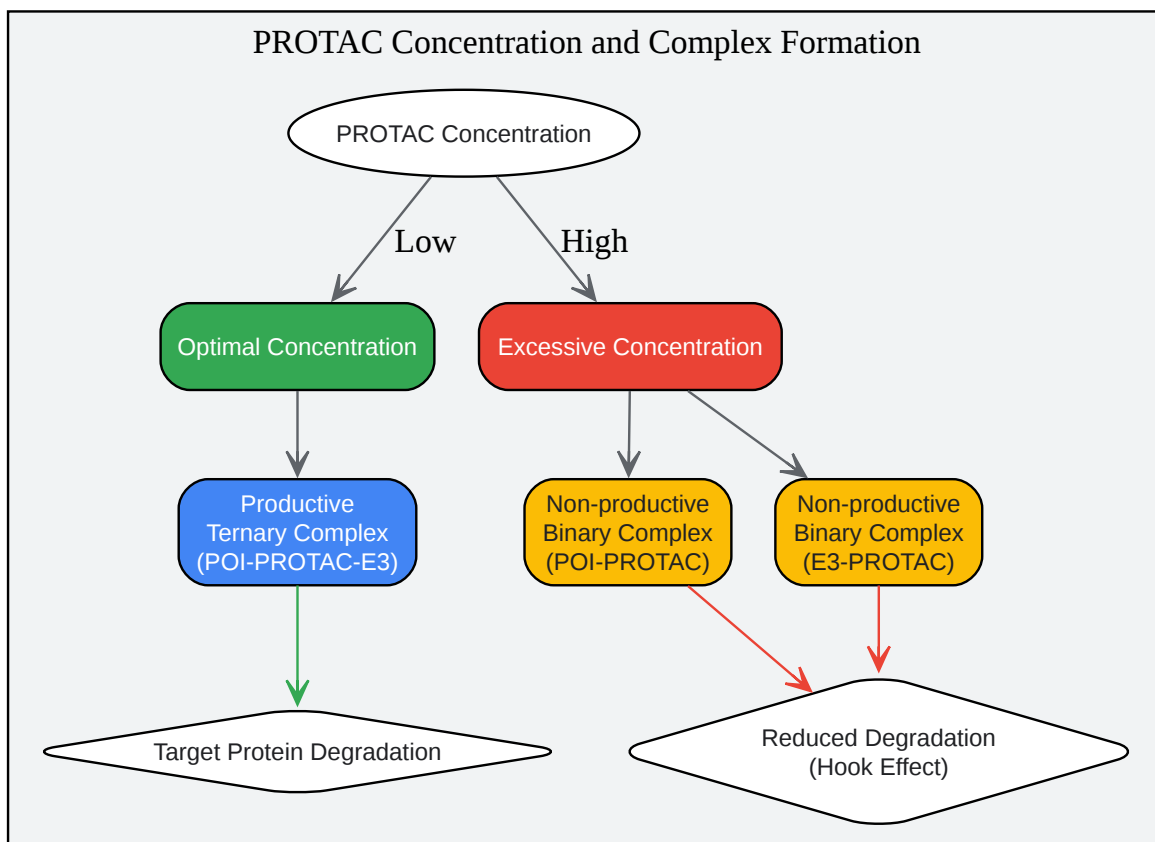 PROTAC Concentration and Complex Formation
PROTAC Concentration
Low
High
Optimal Concentration
Excessive Concentration
Productive
Ternary Complex
(POI-PROTAC-E3)
Non-productive
Binary Complex
(POI-PROTAC)
Non-productive
Binary Complex
(E3-PROTAC)
Target Protein Degradation
Reduced Degradation
(Hook Effect)